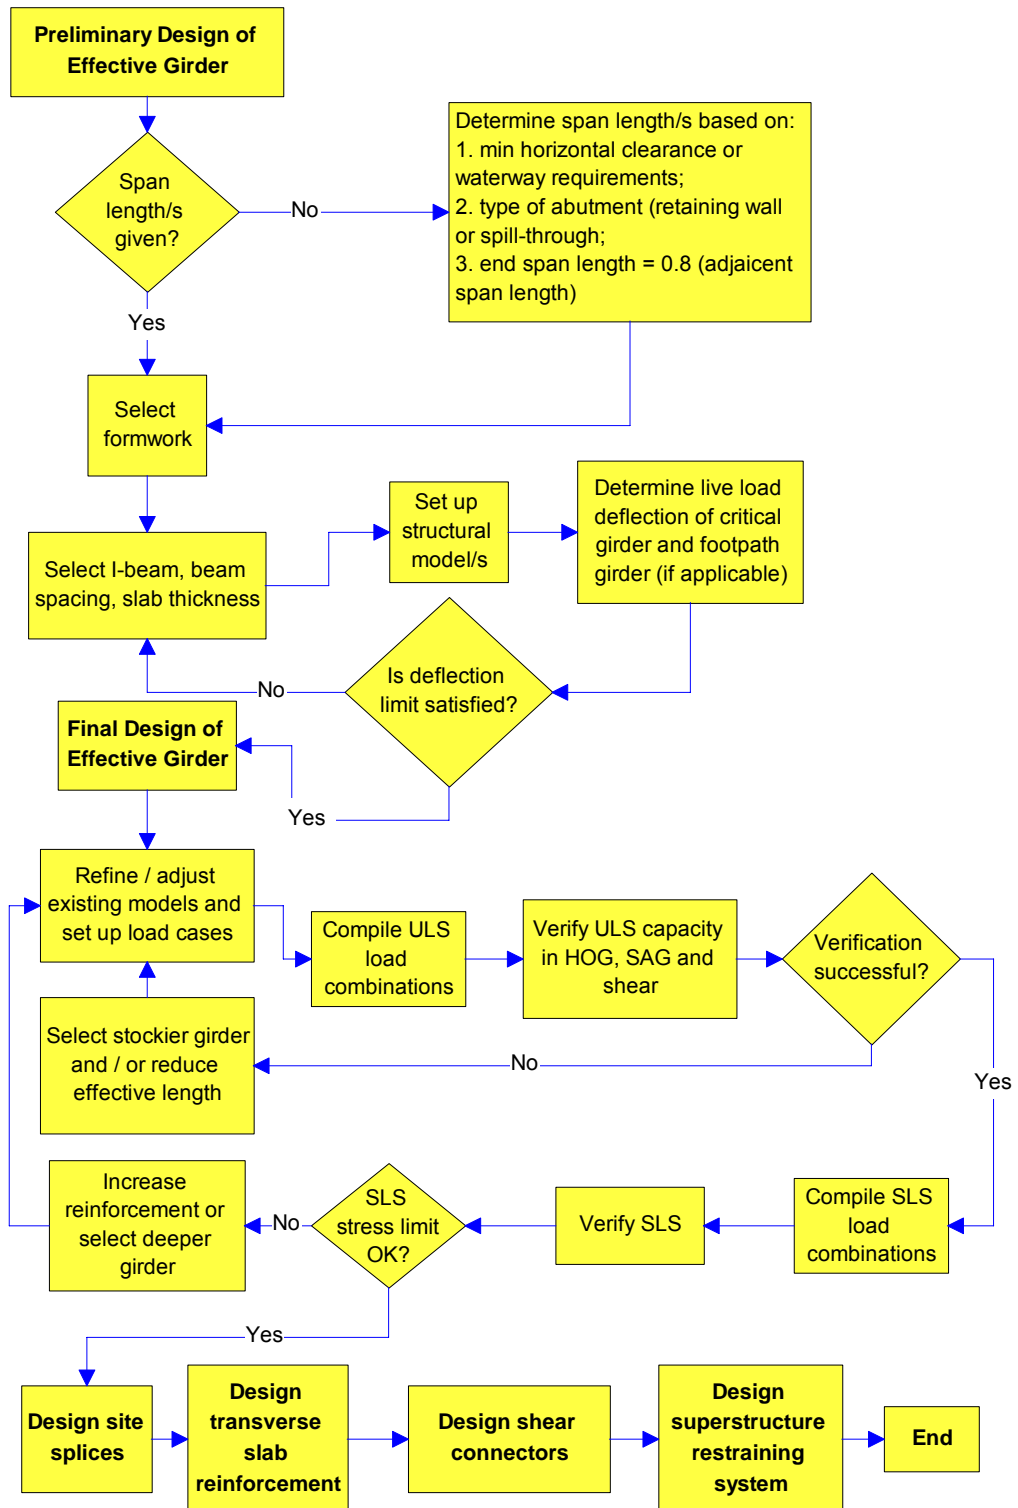 Preliminary Design of
Effective Girder
Span
length/s
given?
No
Determine span length/s based on:
1. min horizontal clearance or
waterway requirements;
2. type of abutment (retaining wall
or spill-through;
3. end span length = 0.8 (adjaicent
span length)
Yes
Select
formwork
Select I-beam, beam
spacing, slab thickness
Set up
structural
model/s
Determine live load
deflection of critical
girder and footpath
girder (if applicable)
Is deflection
limit satisfied?
No
Yes
Final Design of
Effective Girder
Refine / adjust
existing models and
set up load cases
Compile ULS
load
combinations
Verify ULS capacity
in HOG, SAG and
shear
Verification
successful?
No
Select stockier girder
and / or reduce
effective length
Yes
Compile SLS
load
combinations
Verify SLS
SLS
stress limit
OK?
No
Increase
reinforcement or
select deeper
girder
Yes
Design site
splices
Design
transverse
slab
reinforcement
Design shear
connectors
Design
superstructure
restraining
system
End